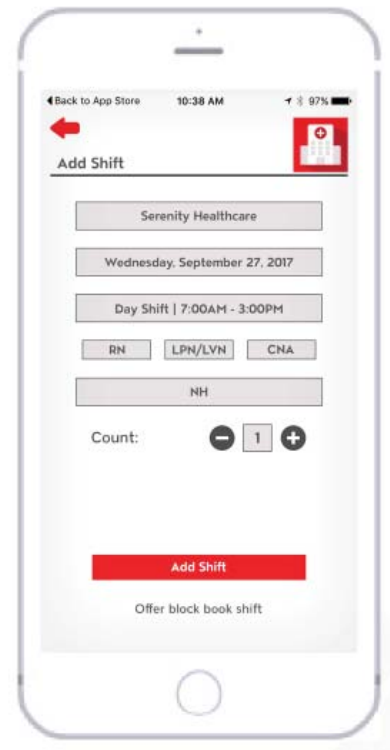 Back to App Store 10:38 AM 97%
Add Shift
Serenity Healthcare
Wednesday, September 27, 2017
Day Shift | 7:00AM - 3:00PM
RN LPN/LVN CNA
NH
Count: 1
Add Shift
Offer block book shift